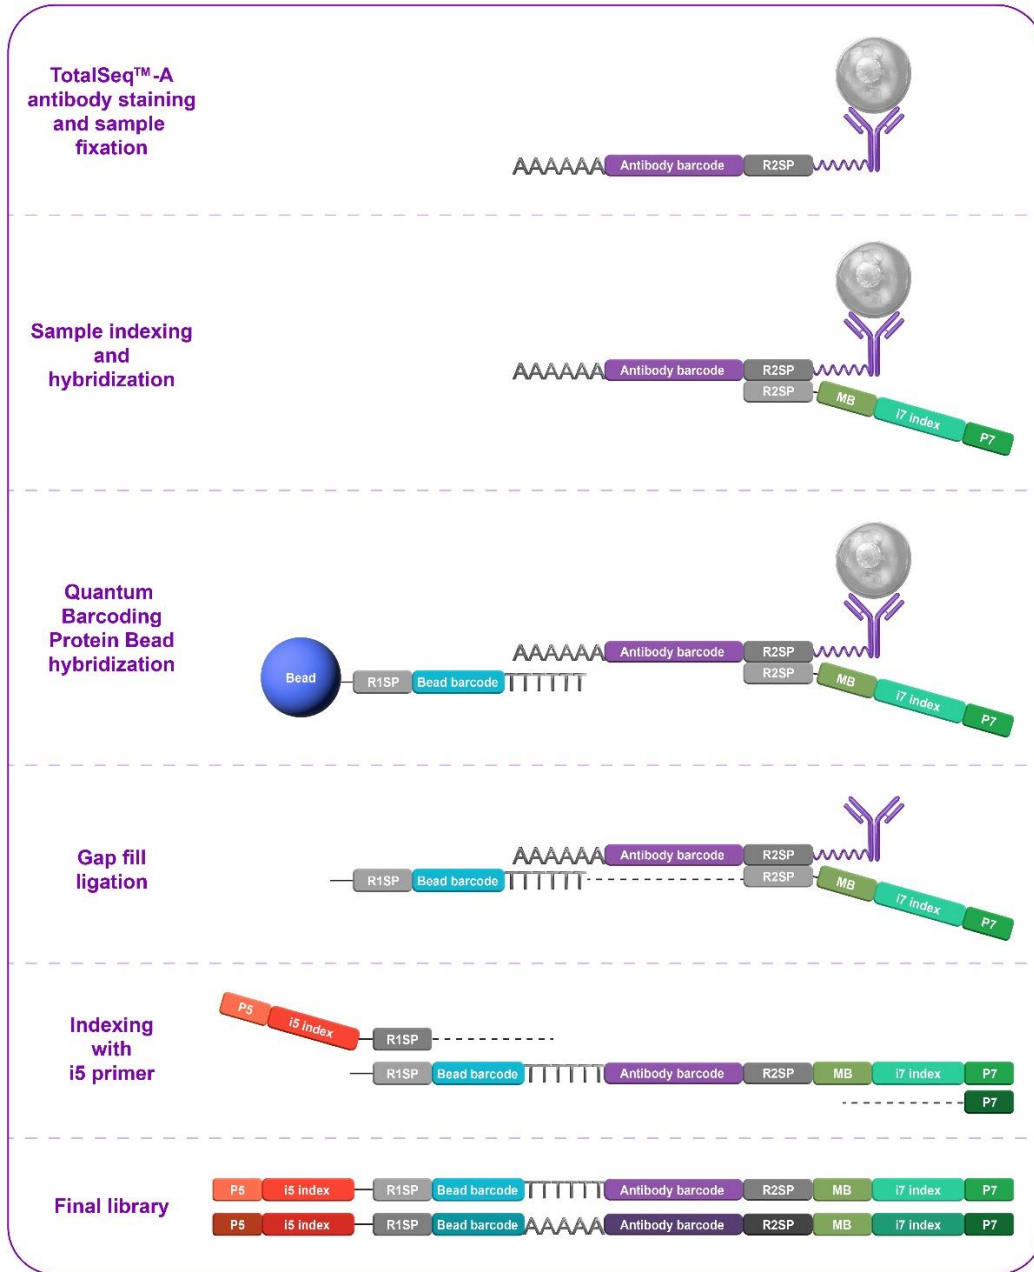 TotalSeq™-A
antibody staining
and sample
fixation
AAAAAA Antibody barcode R2SP
Sample indexing
and
hybridization
AAAAAA Antibody barcode R2SP
R2SP MB i7 index P7
Quantum
Barcoding
Protein Bead
hybridization
AAAAAA Antibody barcode R2SP
Bead R1SP Bead barcode TTTTTT R2SP MB i7 index P7
Gap fill
ligation
AAAAAA Antibody barcode R2SP
R1SP Bead barcode TTTTTT R2SP MB i7 index P7
Indexing
with
i5 primer
P5 i5 index R1SP
R1SP Bead barcode TTTTTT Antibody barcode R2SP MB i7 index P7
P7
Final library
P5 i5 index R1SP Bead barcode TTTTTT Antibody barcode R2SP MB i7 index P7
P5 i5 index R1SP Bead barcode AAAAA Antibody barcode R2SP MB i7 index P7